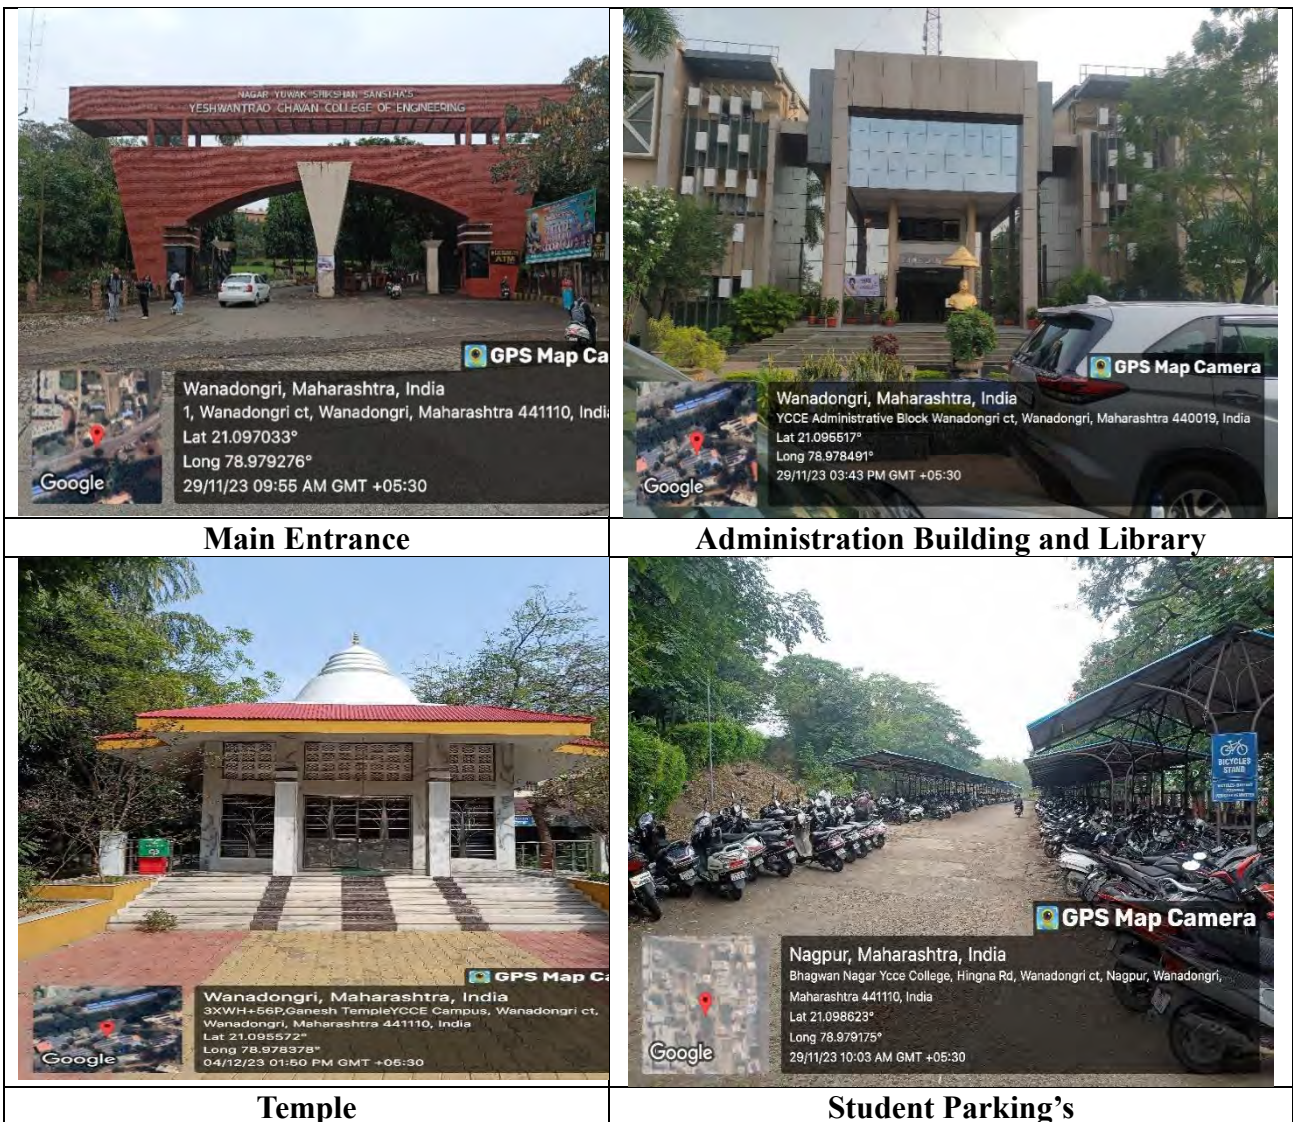 NAGAR YUWAK SHIKSHAN SANSTHA'S
YESHWANTRAO CHAVAN COLLEGE OF ENGINEERING
ATM
GPS Map Ca
Wanadongri, Maharashtra, India
1, Wanadongri ct, Wanadongri, Maharashtra 441110, India
Lat 21.097033°
Long 78.979276°
29/11/23 09:55 AM GMT +05:30
Google
Main Entrance
GPS Map Camera
Wanadongri, Maharashtra, India
YCCE Administrative Block Wanadongri ct, Wanadongri, Maharashtra 440019, India
Lat 21.095517°
Long 78.978491°
29/11/23 03:43 PM GMT +05:30
Google
Administration Building and Library
GPS Map Ca
Wanadongri, Maharashtra, India
3XWH+56P,Ganesh TempleYCCE Campus, Wanadongri ct,
Wanadongri, Maharashtra 441110, India
Lat 21.095572°
Long 78.978378°
04/12/23 01:50 PM GMT +05:30
Google
Temple
BICYCLES
STAND
GPS Map Camera
Nagpur, Maharashtra, India
Bhagwan Nagar Ycce College, Hingna Rd, Wanadongri ct, Nagpur, Wanadongri,
Maharashtra 441110, India
Lat 21.098623°
Long 78.979175°
29/11/23 10:03 AM GMT +05:30
Google
Student Parking's